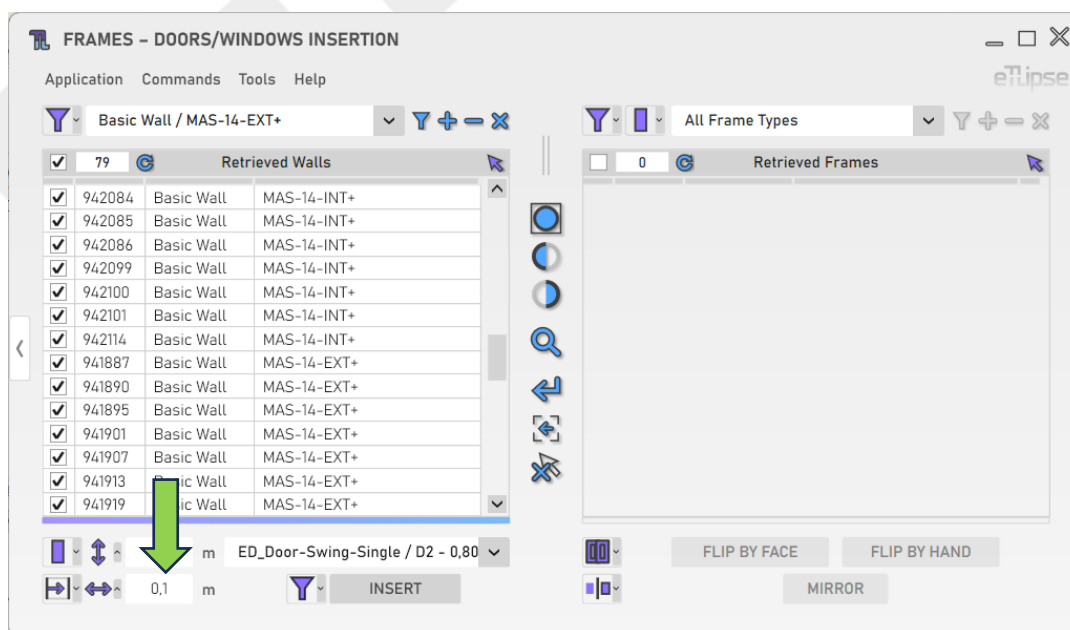 FRAMES – DOORS/WINDOWS INSERTION
Application Commands Tools Help
eTLipse
Basic Wall / MAS-14-EXT+
All Frame Types
79 Retrieved Walls
0 Retrieved Frames
942084 Basic Wall MAS-14-INT+
942085 Basic Wall MAS-14-INT+
942086 Basic Wall MAS-14-INT+
942099 Basic Wall MAS-14-INT+
942100 Basic Wall MAS-14-INT+
942101 Basic Wall MAS-14-INT+
942114 Basic Wall MAS-14-INT+
941887 Basic Wall MAS-14-EXT+
941890 Basic Wall MAS-14-EXT+
941895 Basic Wall MAS-14-EXT+
941901 Basic Wall MAS-14-EXT+
941907 Basic Wall MAS-14-EXT+
941913 Wall MAS-14-EXT+
941919 Wall MAS-14-EXT+
m ED_Door-Swing-Single / D2 - 0,80
FLIP BY FACE FLIP BY HAND
0,1 m INSERT
MIRROR